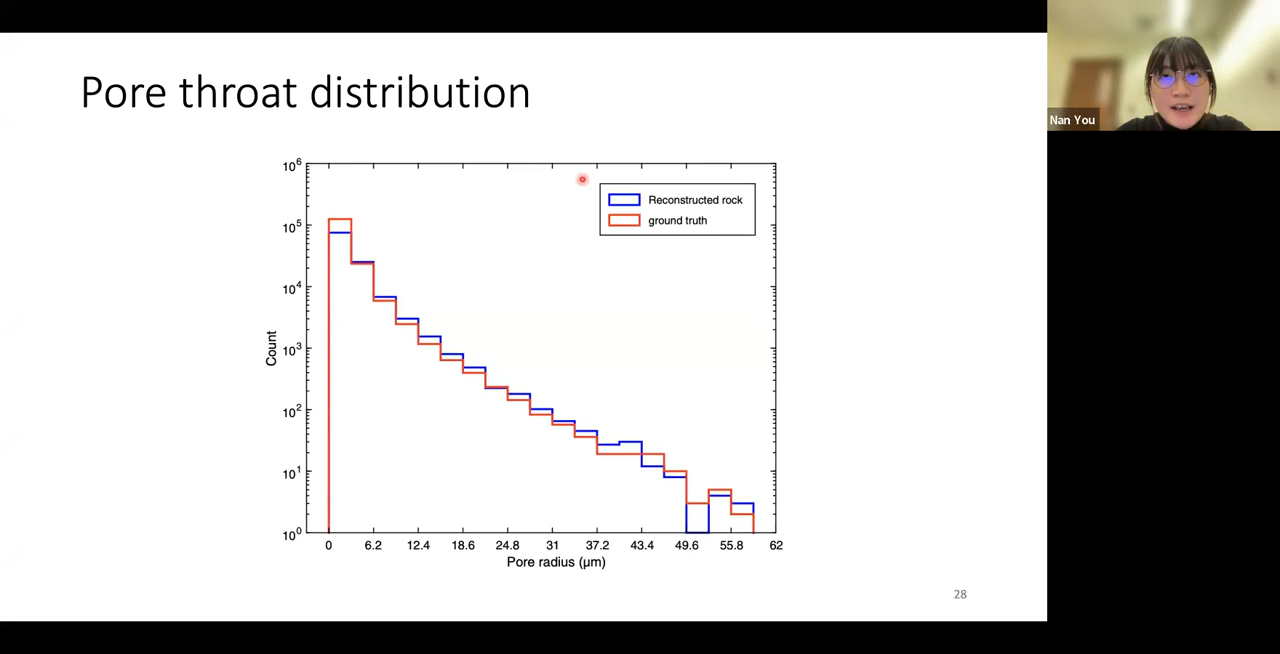 Pore throat distribution
Nan You
10^6
10^5
10^4
10^3
10^2
10^1
10^0
Count
Reconstructed rock
ground truth
0 6.2 12.4 18.6 24.8 31 37.2 43.4 49.6 55.8 62
Pore radius (μm)
28